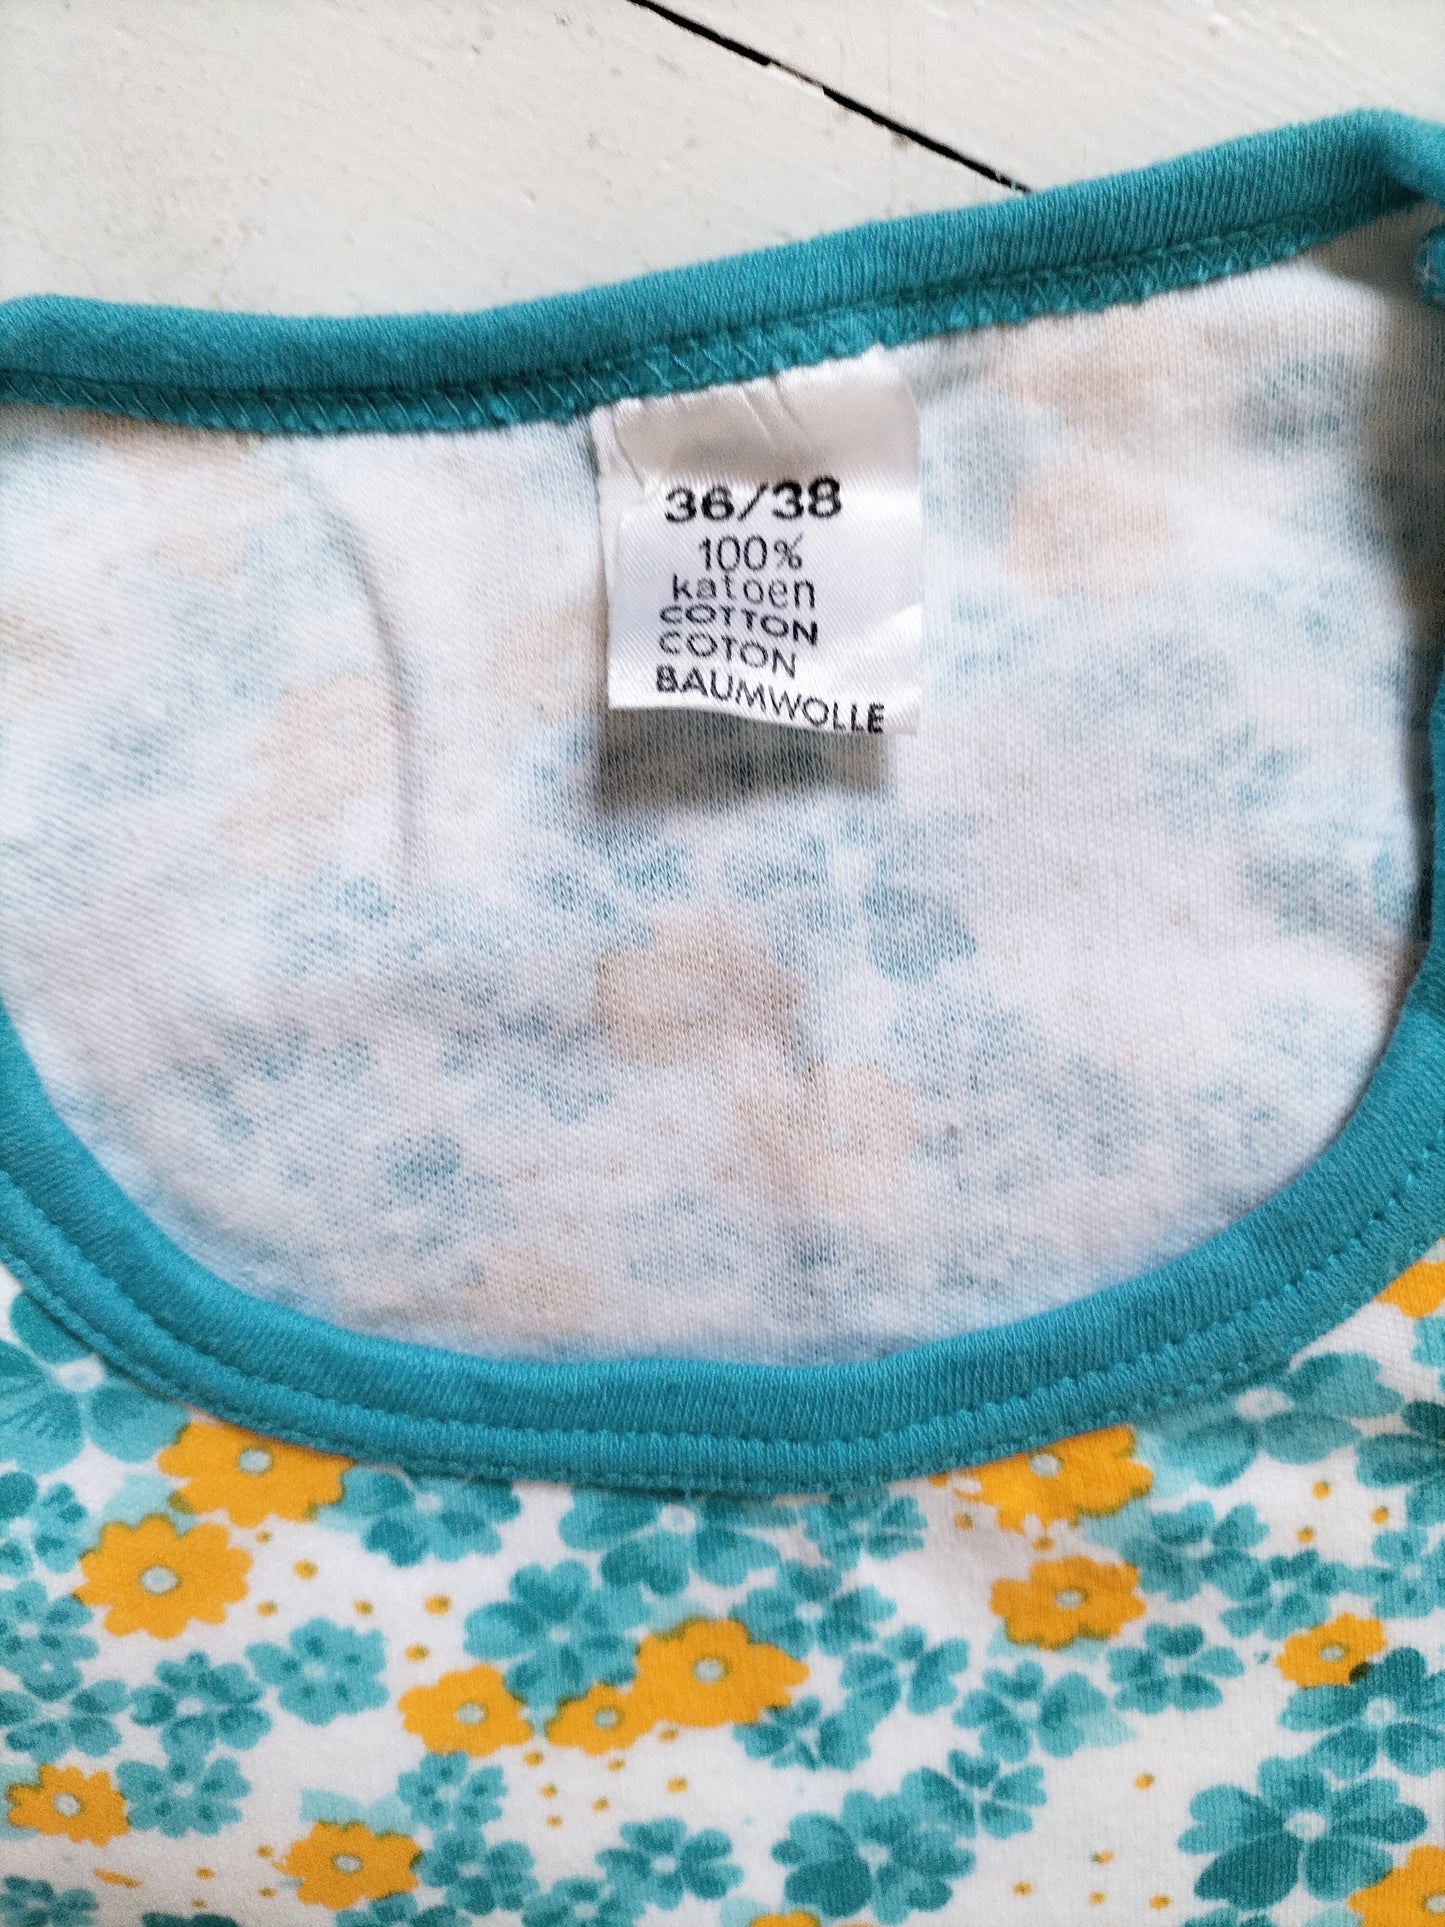 36/38
100%
katoen
COTTON
COTON
BAUMWOLLE